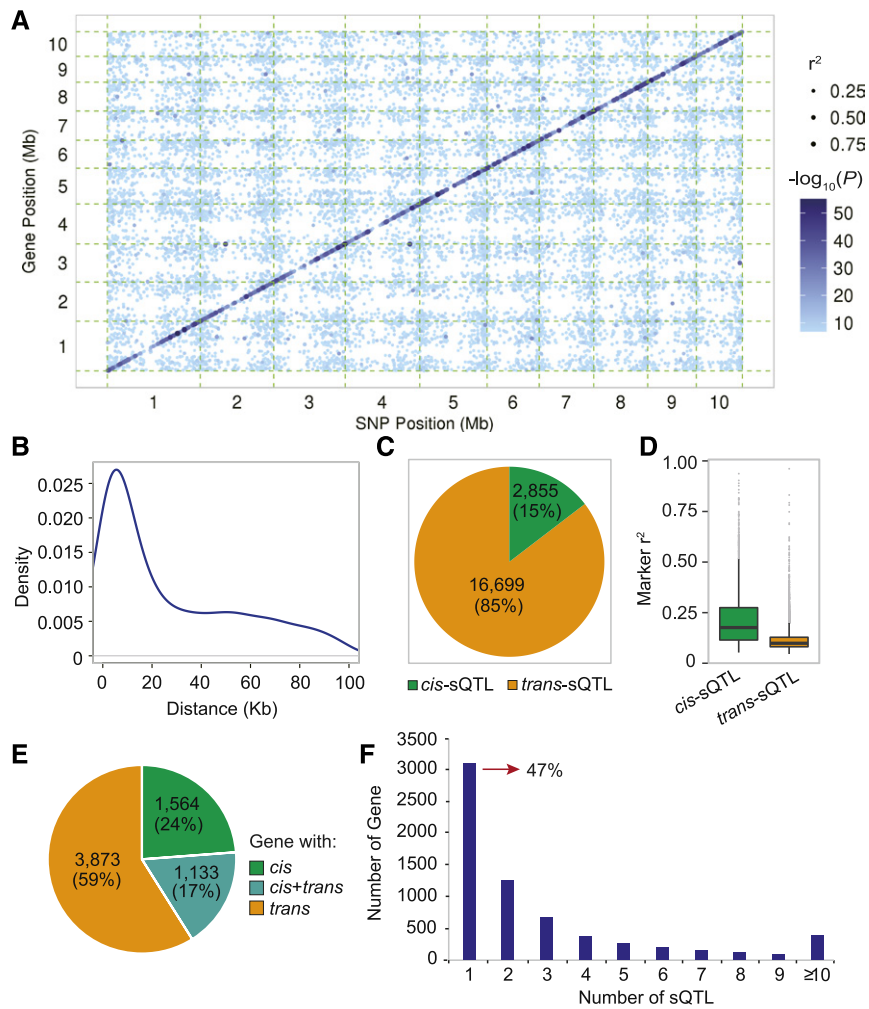 A
Gene Position (Mb)
10
9
8
7
6
5
4
3
2
1
1 2 3 4 5 6 7 8 9 10
SNP Position (Mb)
r²
0.25
0.50
0.75
-log₁₀(P)
50
40
30
20
10
B
Density
0.025
0.020
0.015
0.010
0.005
0
0 20 40 60 80 100
Distance (Kb)
C
2,855
(15%)
16,699
(85%)
cis-sQTL trans-sQTL
D
Marker r²
1.00
0.75
0.50
0.25
0
cis-sQTL
trans-sQTL
E
1,564
(24%)
1,133
(17%)
3,873
(59%)
Gene with:
cis
cis+trans
trans
F
Number of Gene
3500
3000
2500
2000
1500
1000
500
0
47%
1 2 3 4 5 6 7 8 9 ≥10
Number of sQTL